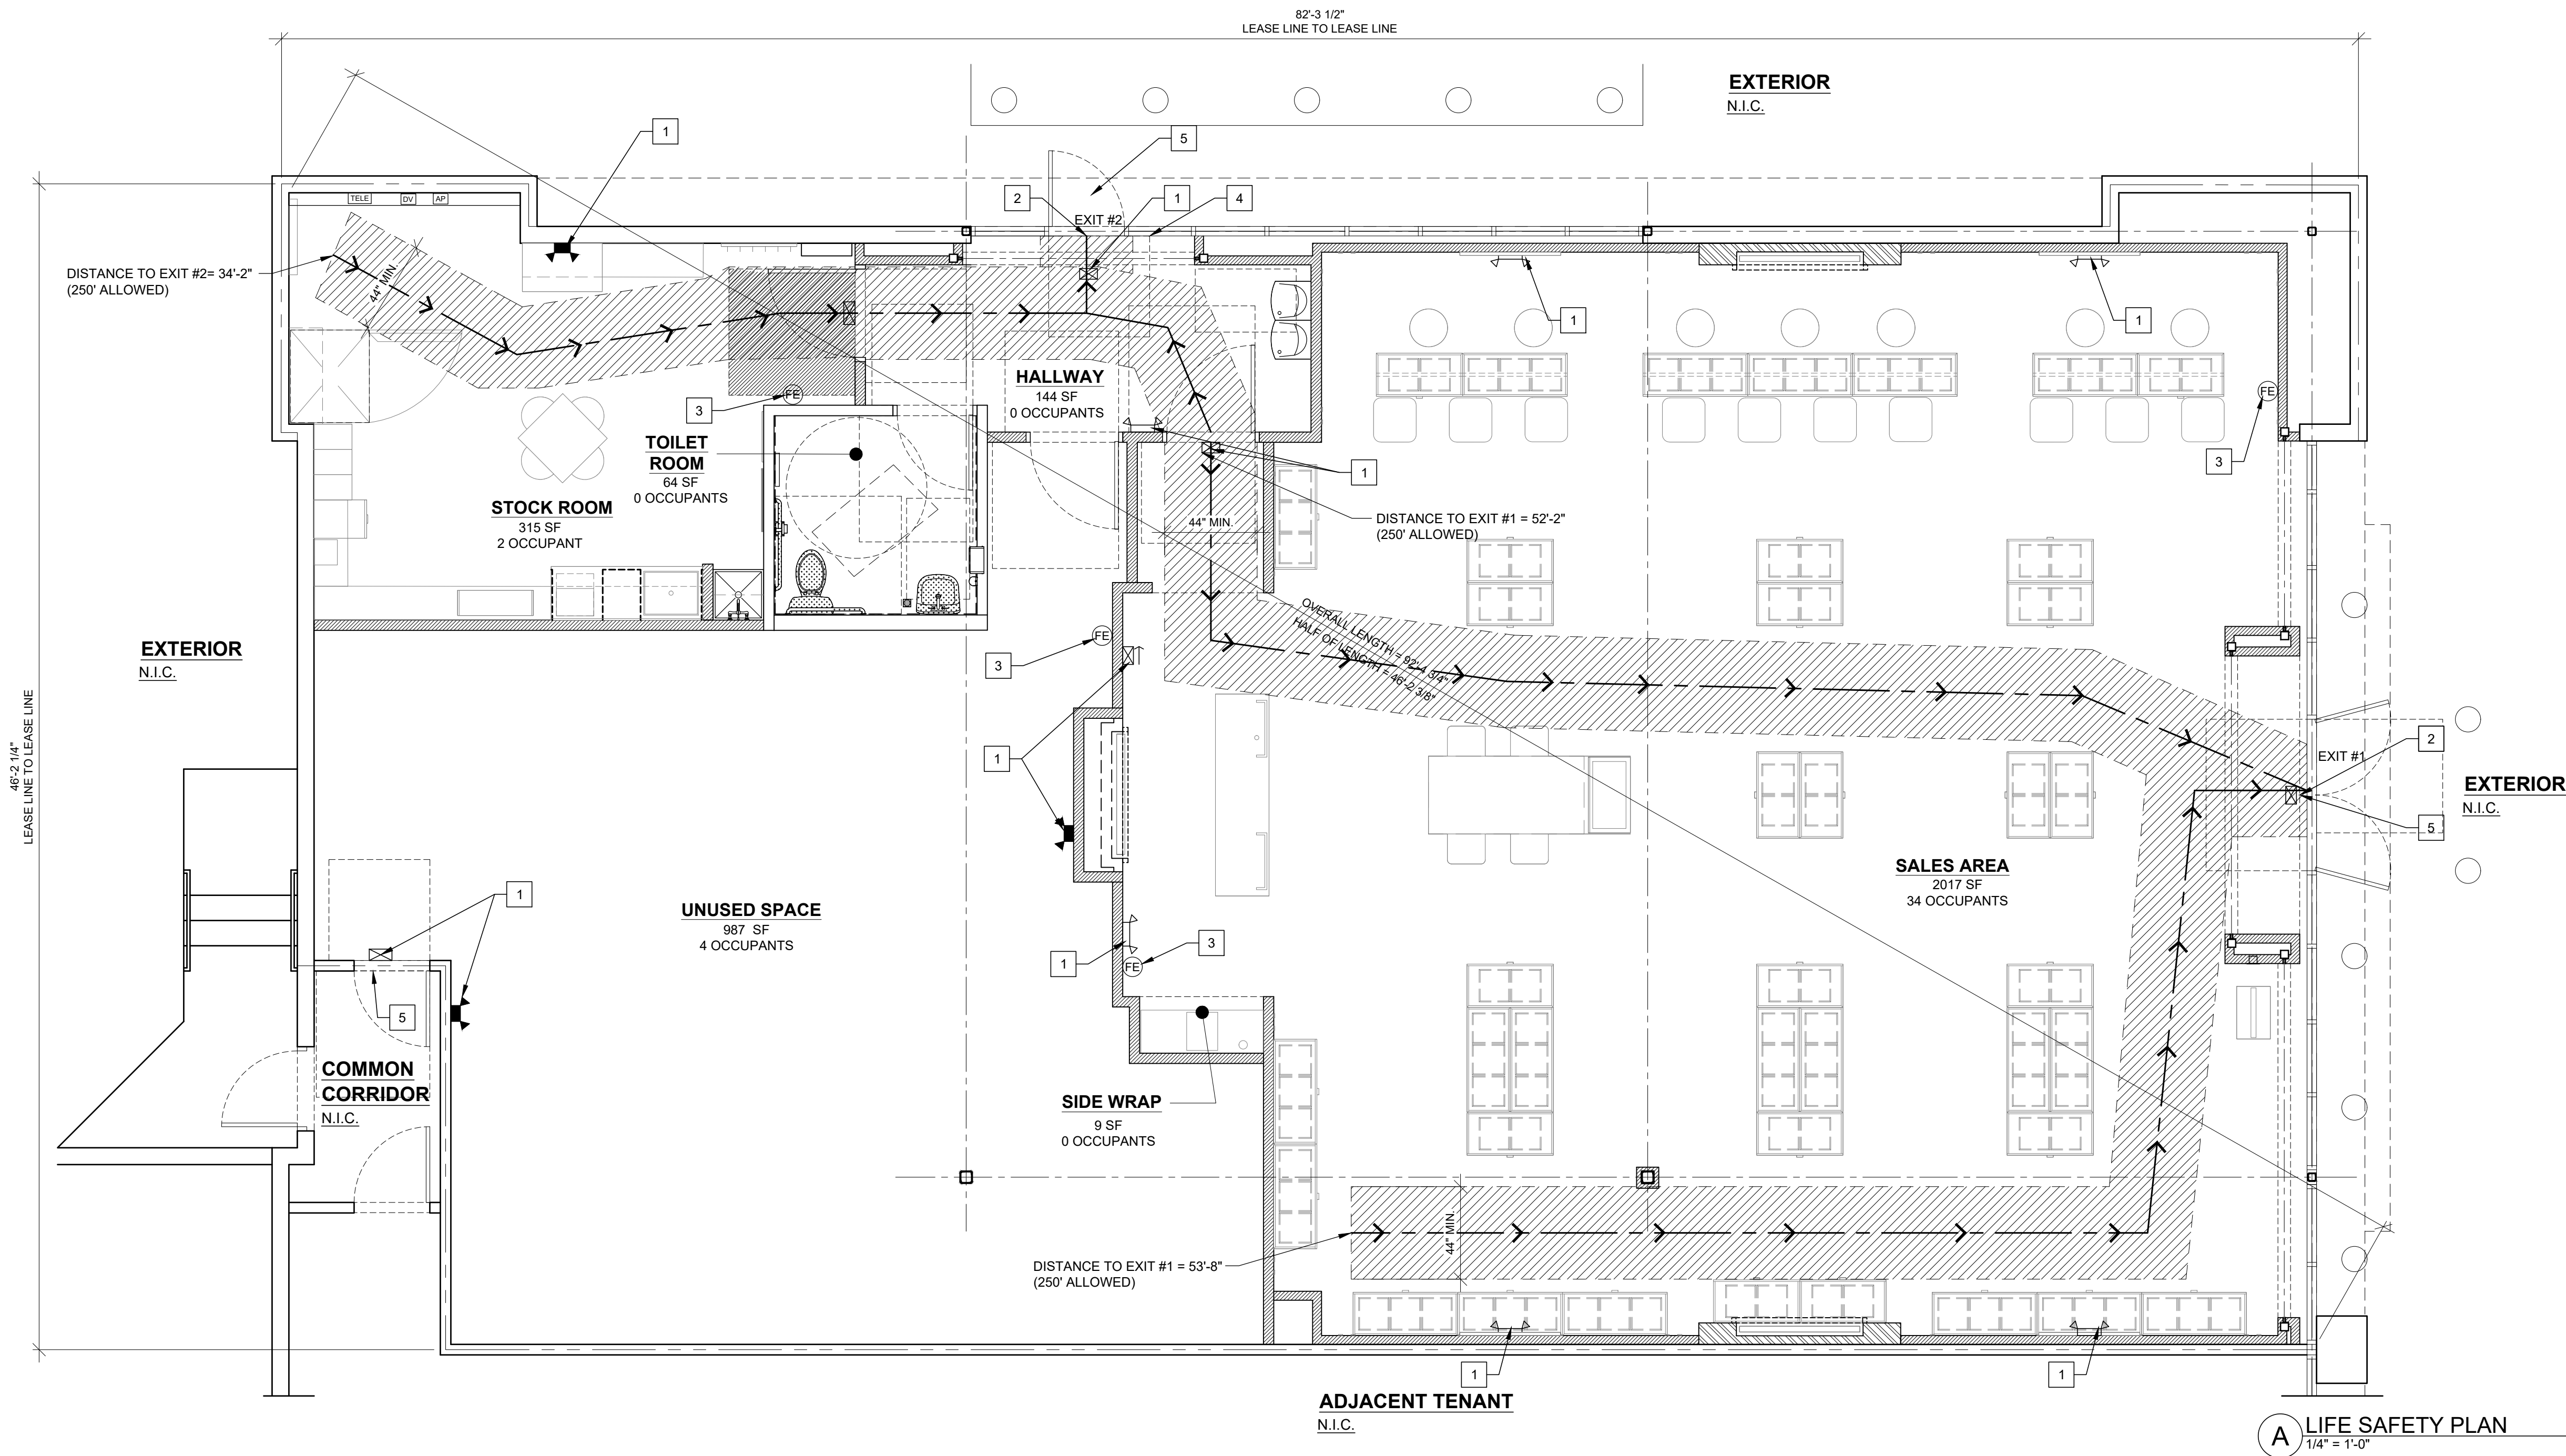 82'-3 1/2"
LEASE LINE TO LEASE LINE
EXTERIOR
N.I.C.
1
5
2
1
4
EXIT #2
TELE
DV
AP
DISTANCE TO EXIT #2= 34'-2"
(250' ALLOWED)
44" MIN.
1
1
HALLWAY
144 SF
0 OCCUPANTS
FE
3
FE
3
TOILET
ROOM
64 SF
0 OCCUPANTS
1
STOCK ROOM
315 SF
2 OCCUPANT
44" MIN.
DISTANCE TO EXIT #1 = 52'-2"
(250' ALLOWED)
OVERALL LENGTH = 92'-4 3/4"
HALF OF LENGTH = 46'-2 3/8"
EXTERIOR
N.I.C.
FE
3
46'-2 1/4"
LEASE LINE TO LEASE LINE
1
2
EXIT #1
EXTERIOR
N.I.C.
5
SALES AREA
2017 SF
34 OCCUPANTS
1
UNUSED SPACE
987 SF
4 OCCUPANTS
3
1
FE
5
COMMON
CORRIDOR
N.I.C.
SIDE WRAP
9 SF
0 OCCUPANTS
44" MIN.
DISTANCE TO EXIT #1 = 53'-8"
(250' ALLOWED)
1
1
ADJACENT TENANT
N.I.C.
A
LIFE SAFETY PLAN
1/4" = 1'-0"